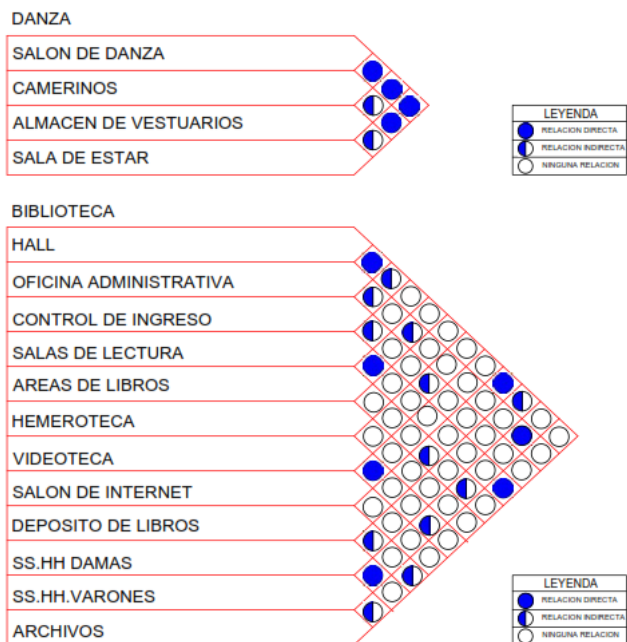 DANZA
SALON DE DANZA
CAMERINOS
ALMACEN DE VESTUARIOS
SALA DE ESTAR
LEYENDA
RELACION DIRECTA
RELACION INDIRECTA
NINGUNA RELACION
BIBLIOTECA
HALL
OFICINA ADMINISTRATIVA
CONTROL DE INGRESO
SALAS DE LECTURA
AREAS DE LIBROS
HEMEROTECA
VIDEOTECA
SALON DE INTERNET
DEPOSITO DE LIBROS
SS.HH DAMAS
SS.HH.VARONES
ARCHIVOS
LEYENDA
RELACION DIRECTA
RELACION INDIRECTA
NINGUNA RELACION